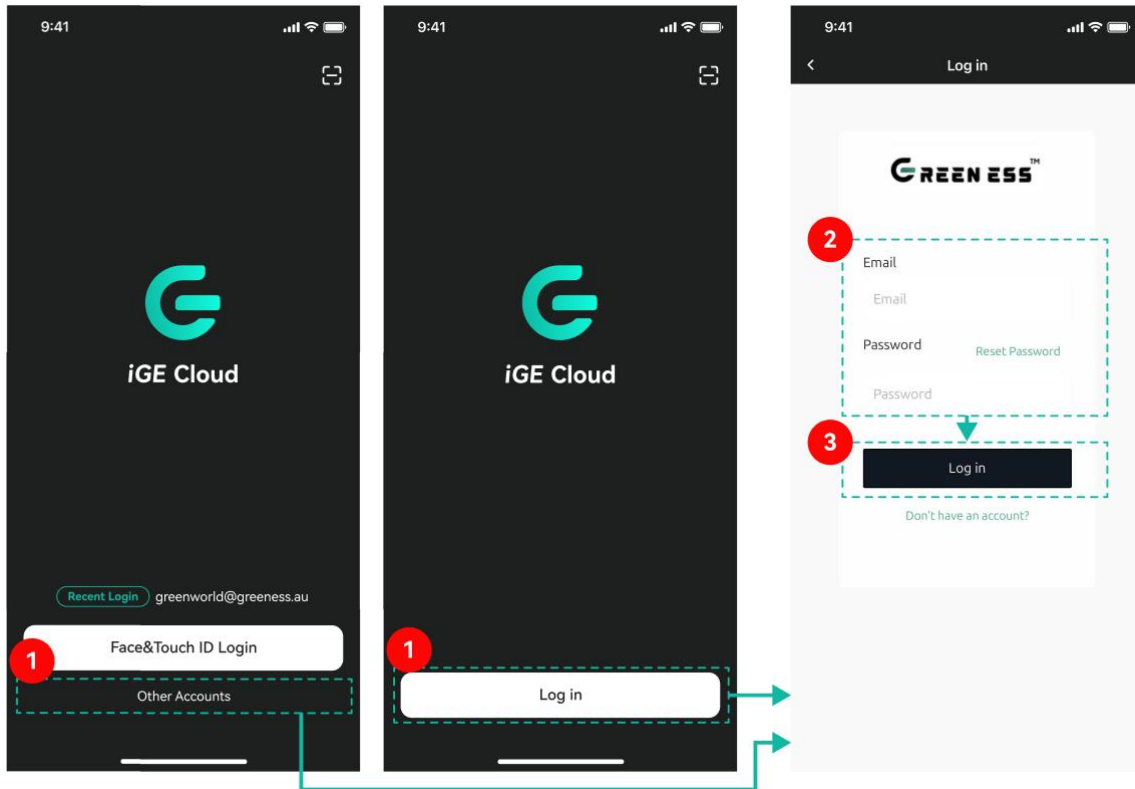 9:41
iGE Cloud
Recent Login greenworld@greeness.au
Face&Touch ID Login
1
Other Accounts
9:41
iGE Cloud
1
Log in
9:41
Log in
GREEN ESS™
2
Email
Email
Password Reset Password
Password
3
Log in
Don't have an account?